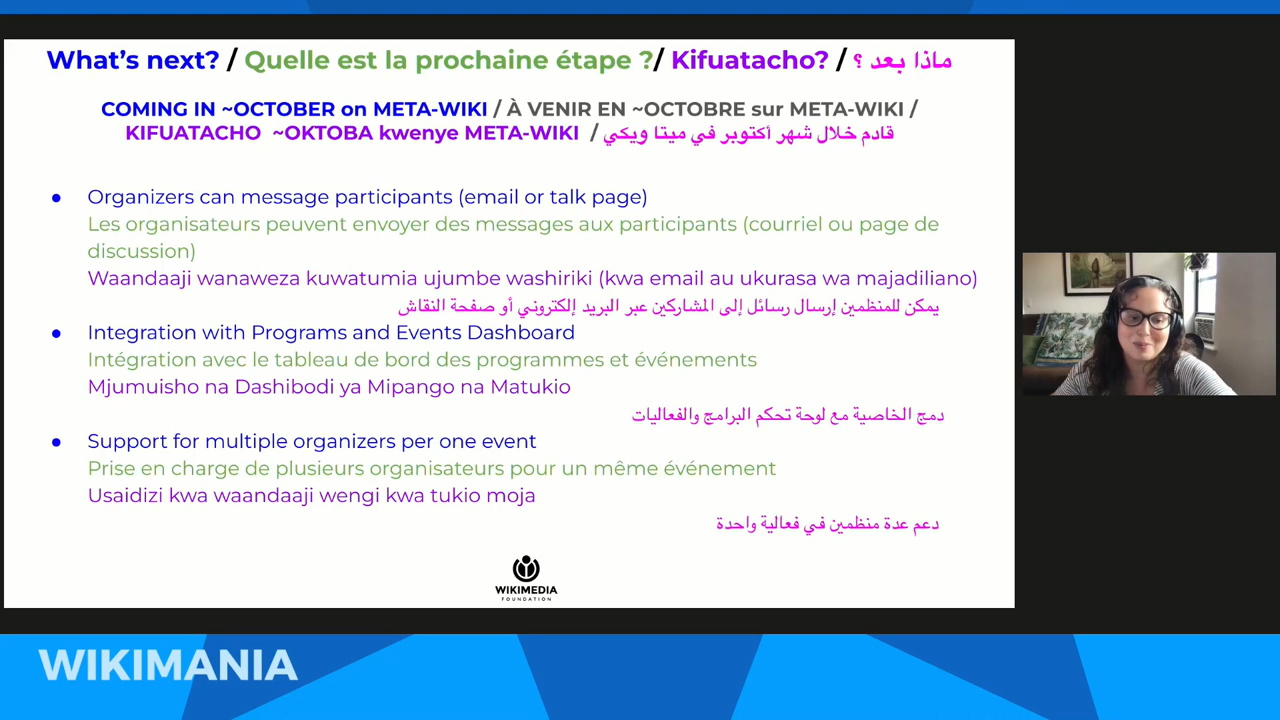 What's next? / Quelle est la prochaine étape ?/ Kifuatacho? / ماذا بعد ؟
COMING IN ~OCTOBER on META-WIKI / À VENIR EN ~OCTOBRE sur META-WIKI /
KIFUATACHO ~OKTOBA kwenye META-WIKI / قادم خلال شهر أكتوبر في ميتا ويكي
● Organizers can message participants (email or talk page)
Les organisateurs peuvent envoyer des messages aux participants (courriel ou page de
discussion)
Waandaaji wanaweza kuwatumia ujumbe washiriki (kwa email au ukurasa wa majadiliano)
يمكن للمنظمين إرسال رسائل إلى المشاركين عبر البريد إلكتروني أو صفحة النقاش
● Integration with Programs and Events Dashboard
Intégration avec le tableau de bord des programmes et événements
Mjumuisho na Dashibodi ya Mipango na Matukio
دمج الخاصية مع لوحة تحكم البرامج والفعاليات
● Support for multiple organizers per one event
Prise en charge de plusieurs organisateurs pour un même événement
Usaidizi kwa waandaaji wengi kwa tukio moja
دعم عدة منظمين في فعالية واحدة
WIKIMEDIA
FOUNDATION
WIKIMANIA